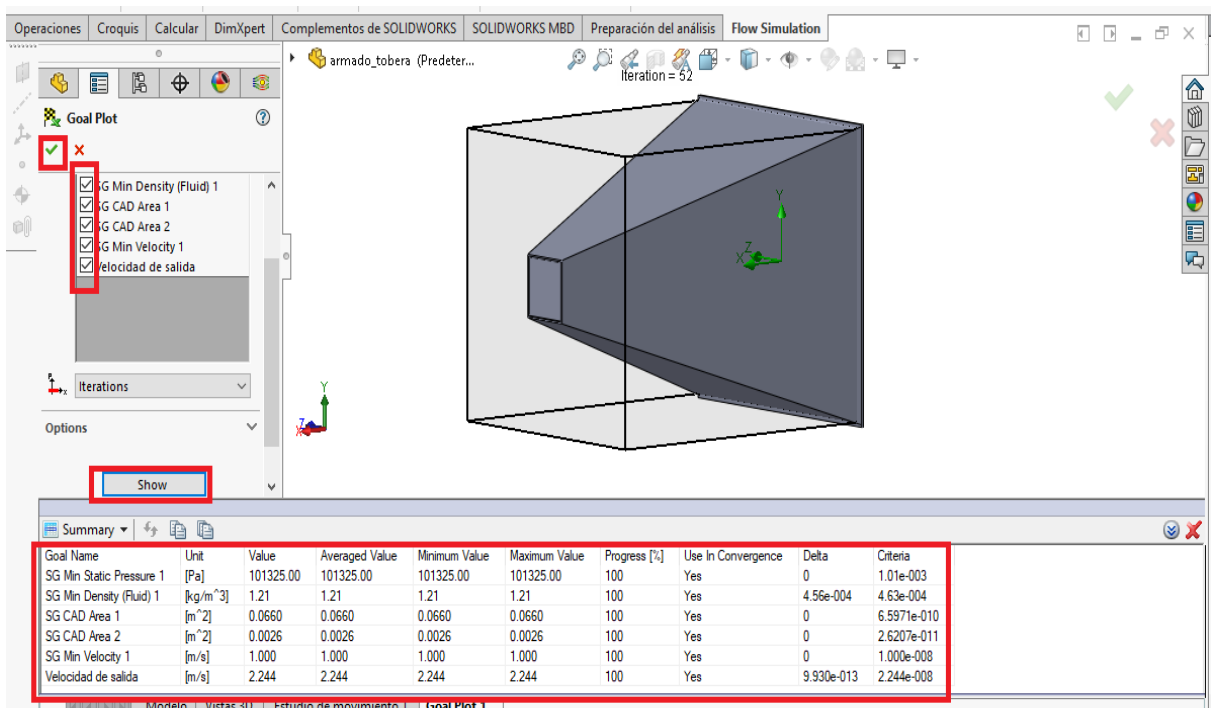 Operaciones Croquis Calcular DimXpert Complementos de SOLIDWORKS SOLIDWORKS MBD Preparación del análisis Flow Simulation
armado_tobera (Predeter...
Iteration = 52
Goal Plot
SG Min Density (Fluid) 1
SG CAD Area 1
SG CAD Area 2
SG Min Velocity 1
Velocidad de salida
Iterations
Options
Show
Y
Z
X
Y
Z
X
Summary
Goal Name Unit Value Averaged Value Minimum Value Maximum Value Progress [%] Use In Convergence Delta Criteria
SG Min Static Pressure 1 [Pa] 101325.00 101325.00 101325.00 101325.00 100 Yes 0 1.01e-003
SG Min Density (Fluid) 1 [kg/m^3] 1.21 1.21 1.21 1.21 100 Yes 4.56e-004 4.63e-004
SG CAD Area 1 [m^2] 0.0660 0.0660 0.0660 0.0660 100 Yes 0 6.5971e-010
SG CAD Area 2 [m^2] 0.0026 0.0026 0.0026 0.0026 100 Yes 0 2.6207e-011
SG Min Velocity 1 [m/s] 1.000 1.000 1.000 1.000 100 Yes 0 1.000e-008
Velocidad de salida [m/s] 2.244 2.244 2.244 2.244 100 Yes 9.930e-013 2.244e-008
Modelo Vistas 3D Estudio de movimiento 1 Goal Plot 1